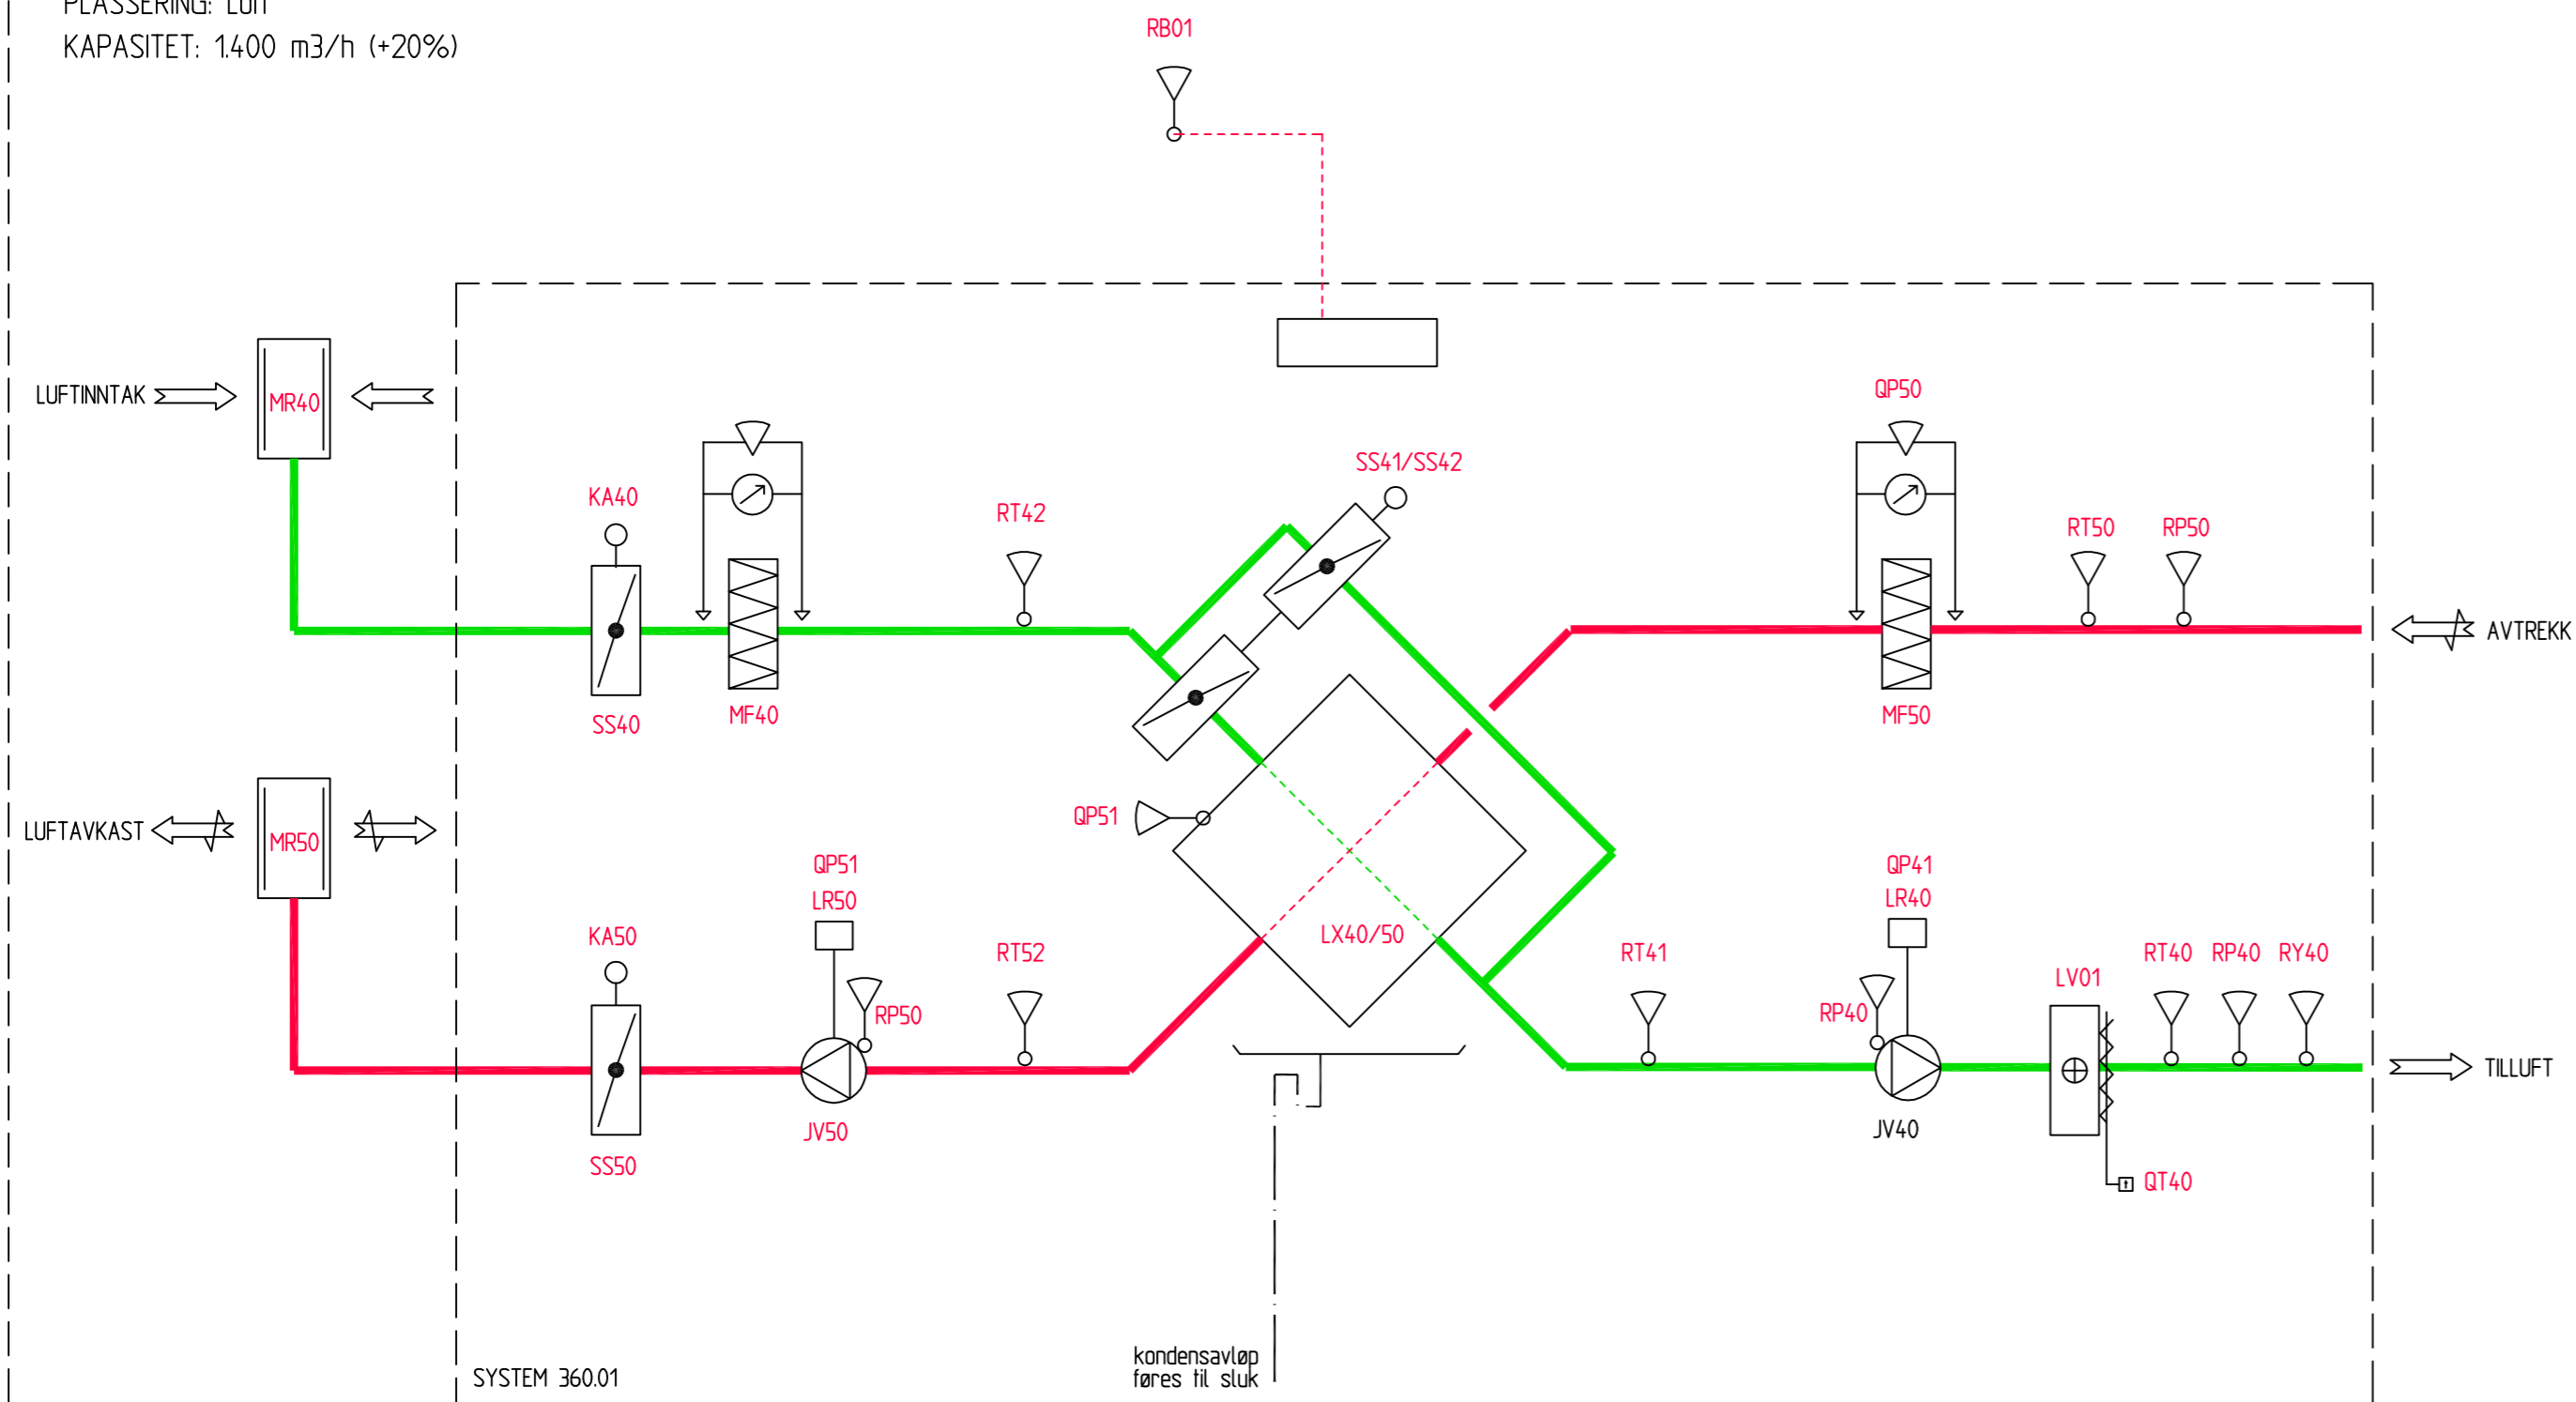 PLASSERING: Loft
KAPASITET: 1.400 m3/h (+20%)
RB01
LUFTINNTAK
MR40
QP50
SS41/SS42
KA40
RT42
RT50
RP50
AVTREKK
SS40
MF40
MF50
LUFTAVKAST
MR50
QP51
QP51
LR50
QP41
LR40
KA50
RT52
LX40/50
RT41
RT40
RP40
RY40
LV01
RP50
RP40
TILLUFT
JV50
JV40
SS50
QT40
kondensavløp
føres til sluk
SYSTEM 360.01